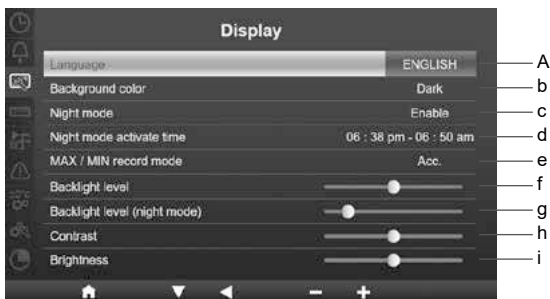 Display
Language ENGLISH A
Background color Dark b
Night mode Enable c
Night mode activate time 06 : 38 pm - 06 : 50 am d
MAX / MIN record mode Acc. e
Backlight level f
Backlight level (night mode) g
Contrast h
Brightness i